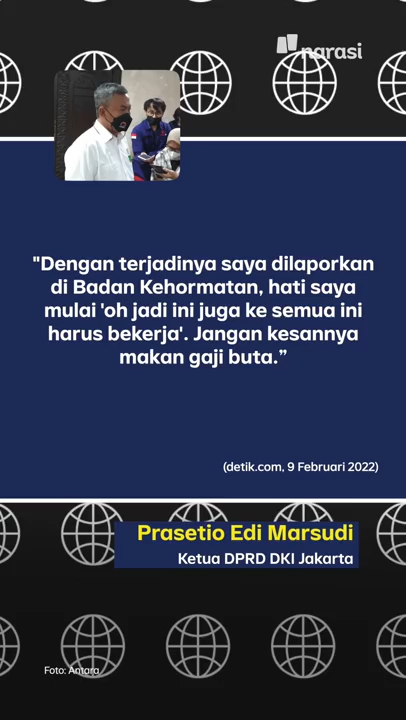 narasi
"Dengan terjadinya saya dilaporkan
di Badan Kehormatan, hati saya
mulai 'oh jadi ini juga ke semua ini
harus bekerja'. Jangan kesannya
makan gaji buta.”
(detik.com, 9 Februari 2022)
Prasetio Edi Marsudi
Ketua DPRD DKI Jakarta
Foto: Antara